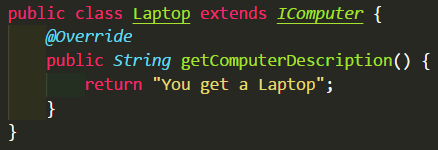 public class Laptop extends IComputer {
    @Override
    public String getComputerDescription() {
        return "You get a Laptop";
    }
}